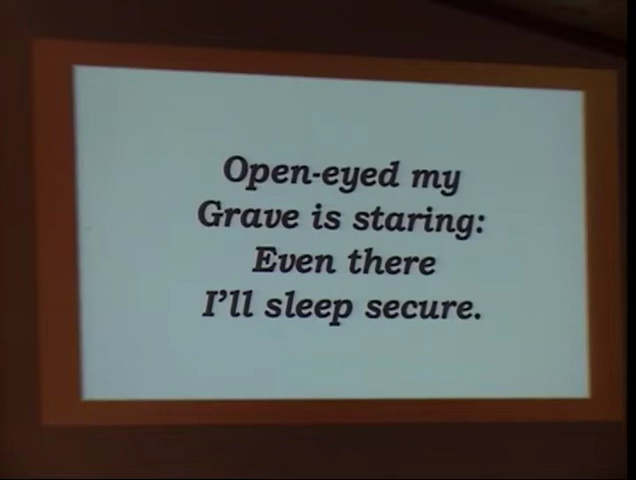 Open-eyed my
Grave is staring:
Even there
I'll sleep secure.